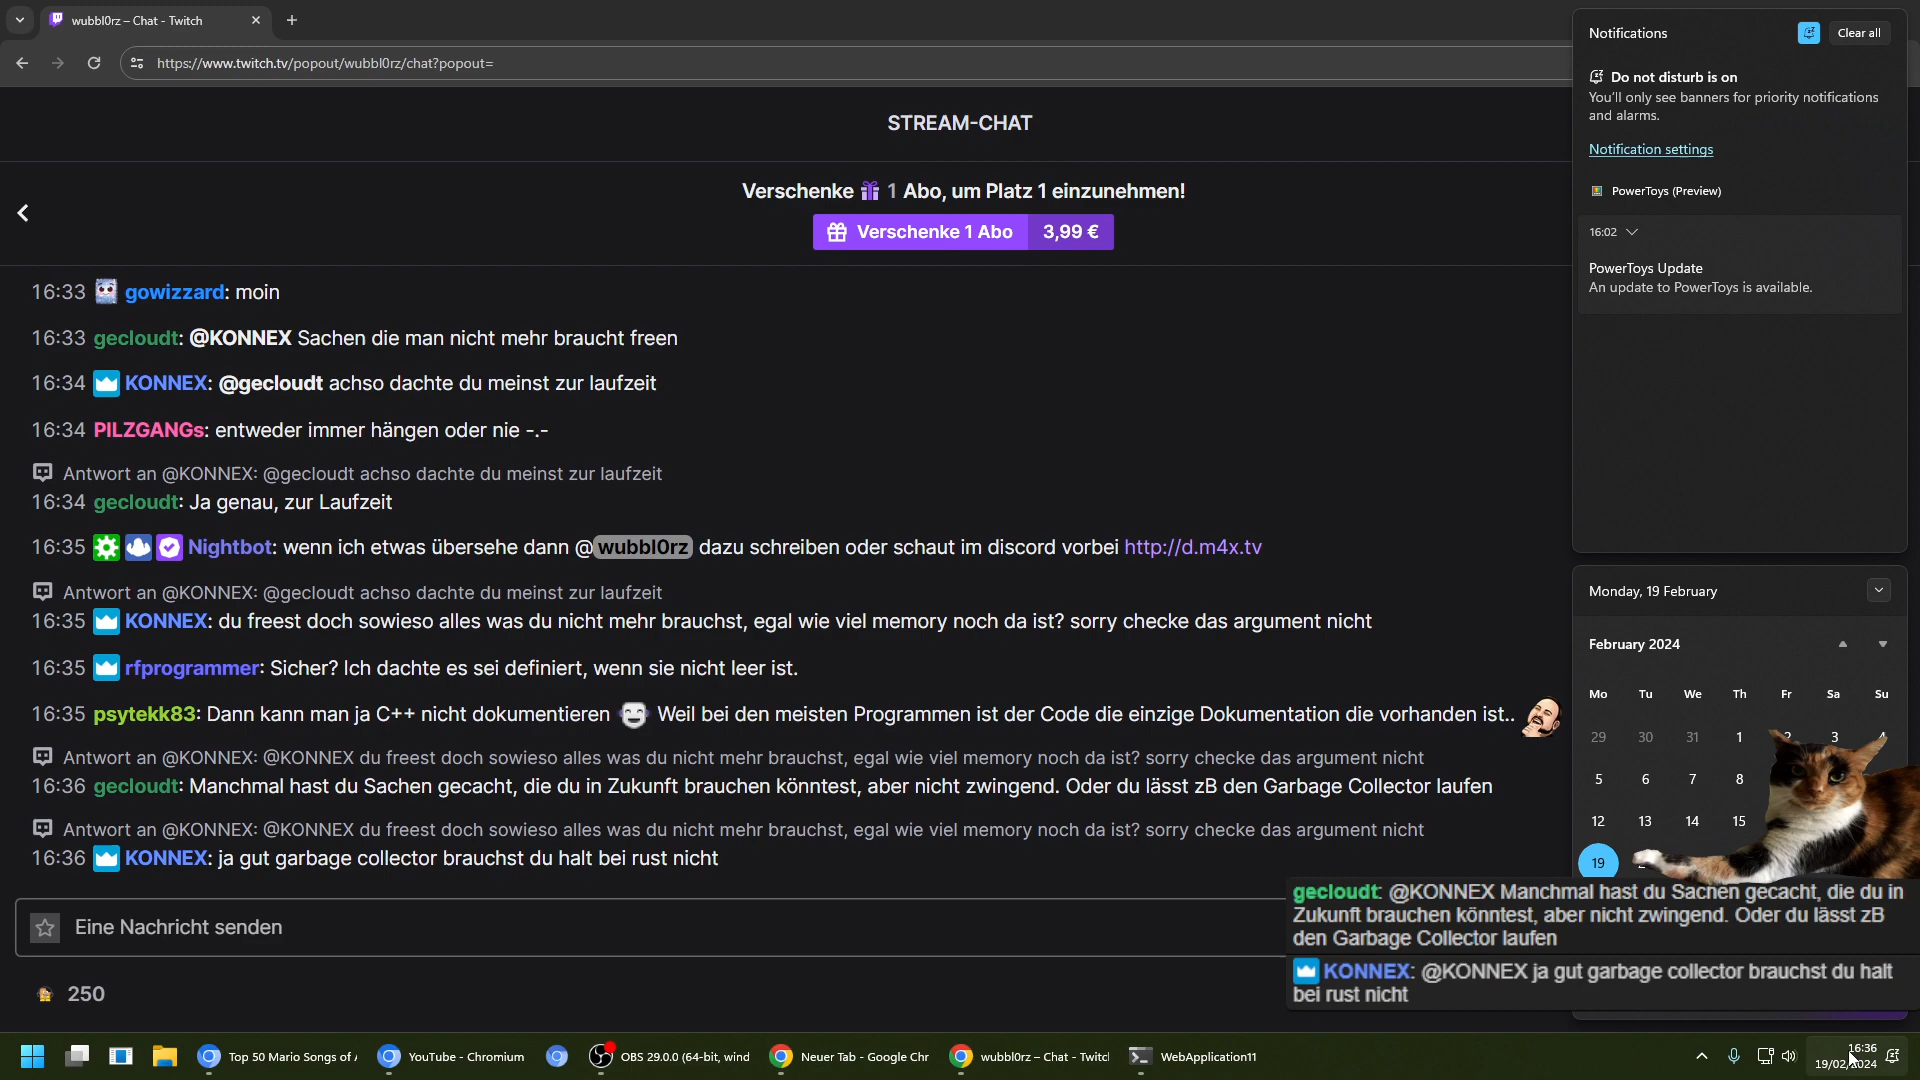 wubbl0rz – Chat - Twitch
https://www.twitch.tv/popout/wubbl0rz/chat?popout=
STREAM-CHAT
Verschenke 1 Abo, um Platz 1 einzunehmen!
Verschenke 1 Abo 3,99 €
16:33 gowizzard: moin
16:33 gecloudt: @KONNEX Sachen die man nicht mehr braucht freen
16:34 KONNEX: @gecloudt achso dachte du meinst zur laufzeit
16:34 PILZGANGs: entweder immer hängen oder nie -.-
Antwort an @KONNEX: @gecloudt achso dachte du meinst zur laufzeit
16:34 gecloudt: Ja genau, zur Laufzeit
16:35 Nightbot: wenn ich etwas übersehe dann @wubbl0rz dazu schreiben oder schaut im discord vorbei http://d.m4x.tv
Antwort an @KONNEX: @gecloudt achso dachte du meinst zur laufzeit
16:35 KONNEX: du freest doch sowieso alles was du nicht mehr brauchst, egal wie viel memory noch da ist? sorry checke das argument nicht
16:35 rfprogrammer: Sicher? Ich dachte es sei definiert, wenn sie nicht leer ist.
16:35 psytekk83: Dann kann man ja C++ nicht dokumentieren Weil bei den meisten Programmen ist der Code die einzige Dokumentation die vorhanden ist..
Antwort an @KONNEX: @KONNEX du freest doch sowieso alles was du nicht mehr brauchst, egal wie viel memory noch da ist? sorry checke das argument nicht
16:36 gecloudt: Manchmal hast du Sachen gecacht, die du in Zukunft brauchen könntest, aber nicht zwingend. Oder du lässt zB den Garbage Collector laufen
Antwort an @KONNEX: @KONNEX du freest doch sowieso alles was du nicht mehr brauchst, egal wie viel memory noch da ist? sorry checke das argument nicht
16:36 KONNEX: ja gut garbage collector brauchst du halt bei rust nicht
Eine Nachricht senden
250
Notifications
Clear all
Do not disturb is on
You'll only see banners for priority notifications
and alarms.
Notification settings
PowerToys (Preview)
16:02
PowerToys Update
An update to PowerToys is available.
Monday, 19 February
February 2024
Mo Tu We Th Fr Sa Su
29 30 31 1 2 3 4
5 6 7 8
12 13 14 15
19
gecloudt: @KONNEX Manchmal hast du Sachen gecacht, die du in
Zukunft brauchen könntest, aber nicht zwingend. Oder du lässt zB
den Garbage Collector laufen
KONNEX: @KONNEX ja gut garbage collector brauchst du halt
bei rust nicht
Top 50 Mario Songs of
YouTube - Chromium
OBS 29.0.0 (64-bit, wind
Neuer Tab - Google Chr
wubbl0rz – Chat - Twitc
WebApplication11
16:36
19/02/2024